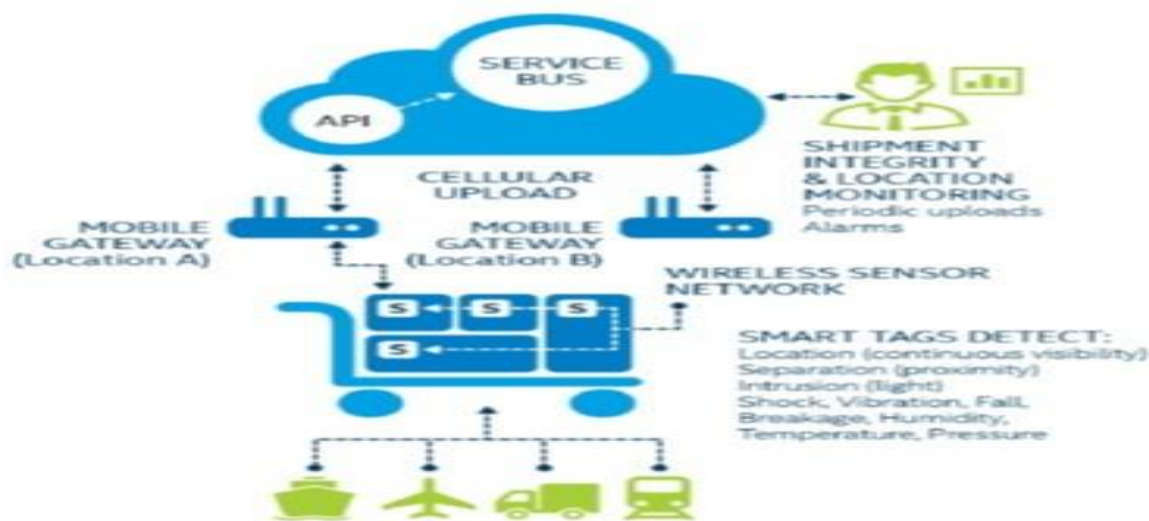 SERVICE
BUS
API
SHIPMENT
INTEGRITY
& LOCATION
MONITORING
Periodic uploads
Alarms
CELLULAR
UPLOAD
MOBILE
GATEWAY
(Location A)
MOBILE
GATEWAY
(Location B)
WIRELESS SENSOR
NETWORK
S
S
S
S
SMART TAGS DETECT:
Location (continuous visibility)
Separation (proximity)
Intrusion (light)
Shock, Vibration, Fall,
Breakage, Humidity,
Temperature, Pressure